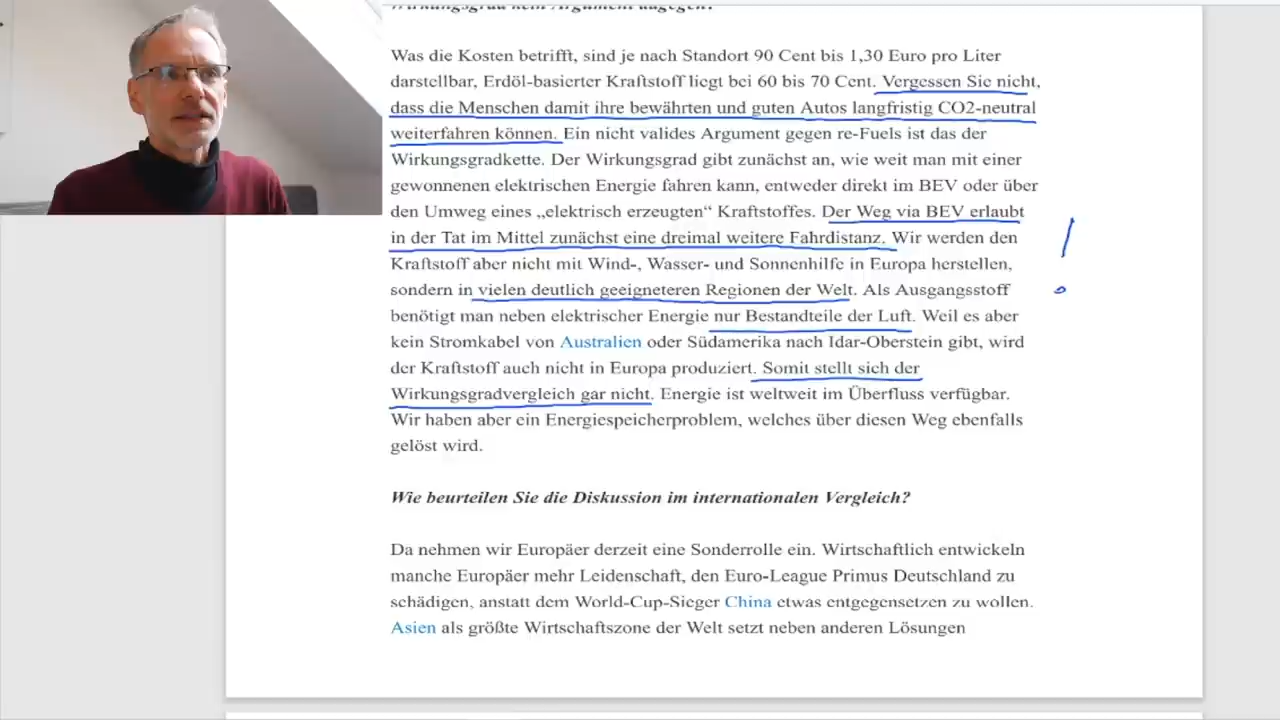 Wirkungsgrad kein Argument dagegen?
Was die Kosten betrifft, sind je nach Standort 90 Cent bis 1,30 Euro pro Liter
darstellbar, Erdöl-basierter Kraftstoff liegt bei 60 bis 70 Cent. Vergessen Sie nicht,
dass die Menschen damit ihre bewährten und guten Autos langfristig CO2-neutral
weiterfahren können. Ein nicht valides Argument gegen re-Fuels ist das der
Wirkungsgradkette. Der Wirkungsgrad gibt zunächst an, wie weit man mit einer
gewonnenen elektrischen Energie fahren kann, entweder direkt im BEV oder über
den Umweg eines „elektrisch erzeugten“ Kraftstoffes. Der Weg via BEV erlaubt
in der Tat im Mittel zunächst eine dreimal weitere Fahrdistanz. Wir werden den
Kraftstoff aber nicht mit Wind-, Wasser- und Sonnenhilfe in Europa herstellen,
sondern in vielen deutlich geeigneteren Regionen der Welt. Als Ausgangsstoff
benötigt man neben elektrischer Energie nur Bestandteile der Luft. Weil es aber
kein Stromkabel von Australien oder Südamerika nach Idar-Oberstein gibt, wird
der Kraftstoff auch nicht in Europa produziert. Somit stellt sich der
Wirkungsgradvergleich gar nicht. Energie ist weltweit im Überfluss verfügbar.
Wir haben aber ein Energiespeicherproblem, welches über diesen Weg ebenfalls
gelöst wird.
Wie beurteilen Sie die Diskussion im internationalen Vergleich?
Da nehmen wir Europäer derzeit eine Sonderrolle ein. Wirtschaftlich entwickeln
manche Europäer mehr Leidenschaft, den Euro-League Primus Deutschland zu
schädigen, anstatt dem World-Cup-Sieger China etwas entgegensetzen zu wollen.
Asien als größte Wirtschaftszone der Welt setzt neben anderen Lösungen
!